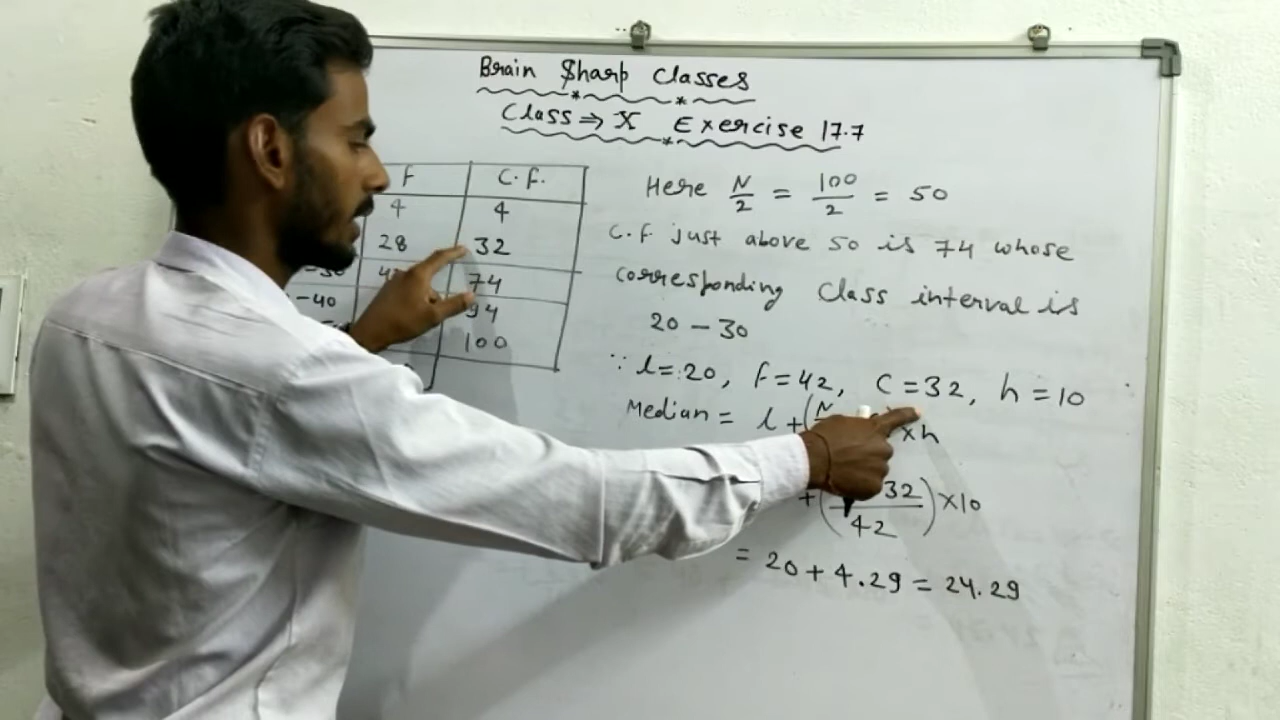 Brain Sharp Classes
Class ⇒ X Exercise 17.7
F C.F.
4 4
28 32
74
-40 94
100
Here N/2 = 100/2 = 50
C.F just above 50 is 74 whose
corresponding Class interval is
20 - 30
∵ l = 20, F = 42, C = 32, h = 10
Median = l + (N × h
+ ( 32 / 42 ) × 10
= 20 + 4.29 = 24.29